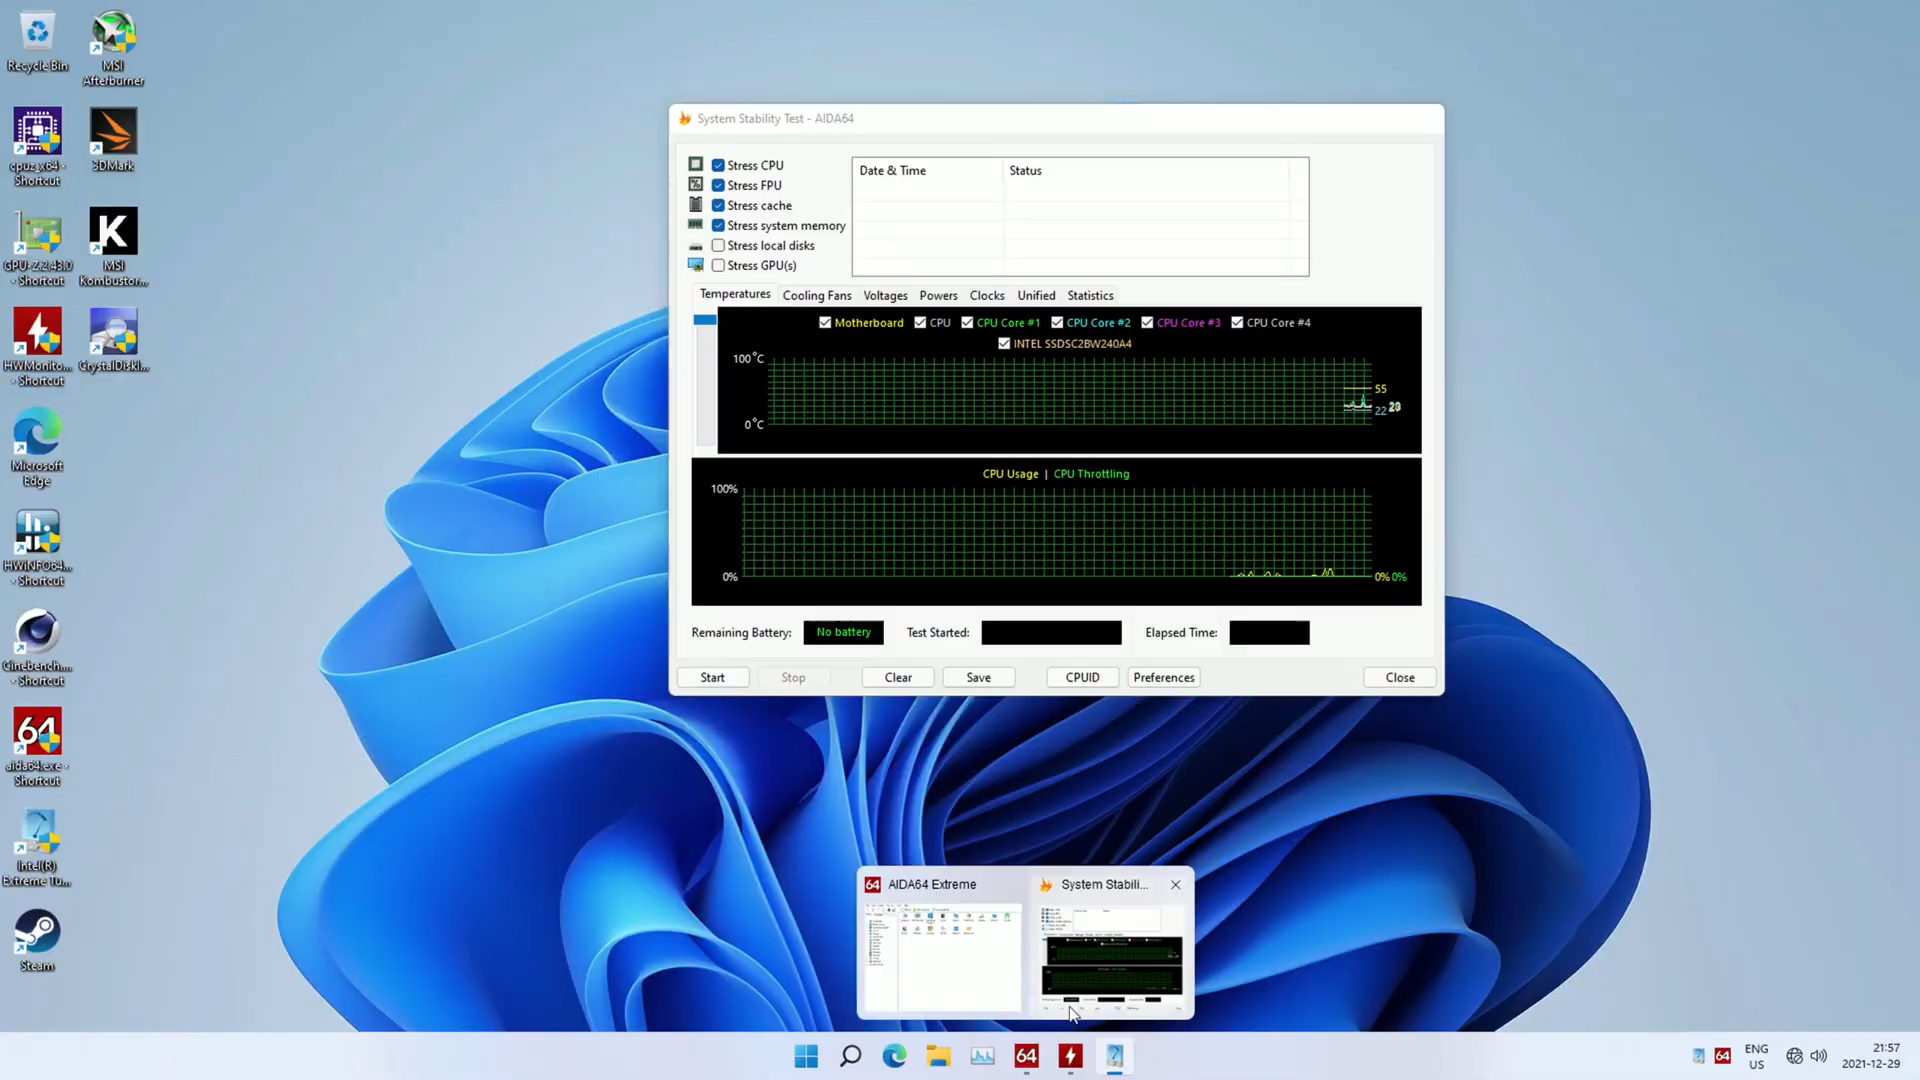 Recycle Bin
MSI
Afterburner
cpuz_x64 -
Shortcut
3DMark
GPU-Z.2.43.0
- Shortcut
K
MSI
Kombustor...
HWMonito...
- Shortcut
CrystalDiskI...
Microsoft
Edge
HWiNFO64...
- Shortcut
Cinebench....
- Shortcut
64
aida64.exe -
Shortcut
Intel(R)
Extreme Tu...
Steam
System Stability Test - AIDA64
Stress CPU
Stress FPU
Stress cache
Stress system memory
Stress local disks
Stress GPU(s)
Date & Time
Status
Temperatures
Cooling Fans
Voltages
Powers
Clocks
Unified
Statistics
Motherboard
CPU
CPU Core #1
CPU Core #2
CPU Core #3
CPU Core #4
INTEL SSDSC2BW240A4
100°C
0°C
55
22
CPU Usage | CPU Throttling
100%
0%
0% 0%
Remaining Battery:
No battery
Test Started:
Elapsed Time:
Start
Stop
Clear
Save
CPUID
Preferences
Close
64
AIDA64 Extreme
System Stabili...
64
64
ENG
US
21:57
2021-12-29